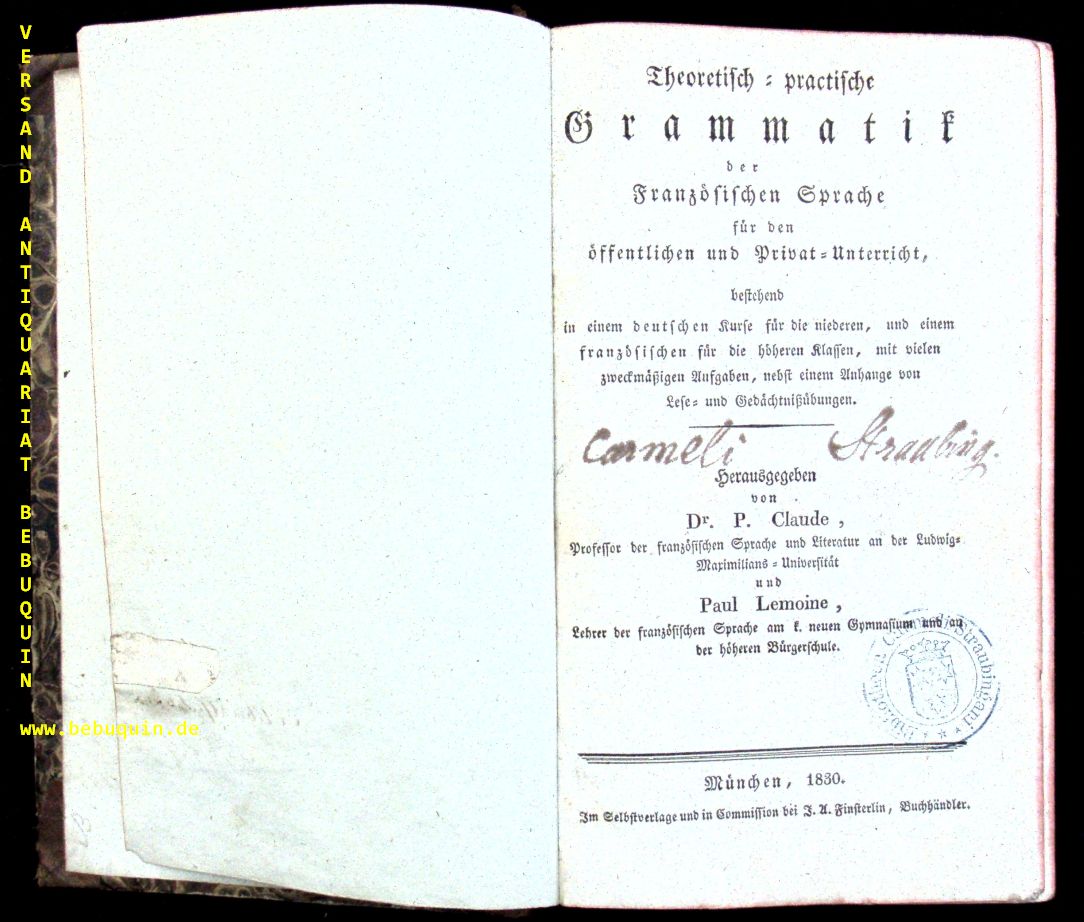 VERSAND ANTIQUARIAT BEBUQUIN
www.bebuquin.de
Theoretisch=practische
Grammatik
der
Französischen Sprache
für den
öffentlichen und Privat=Unterricht,
bestehend
in einem deutschen Kurse für die niederen, und einem
französischen für die höheren Klassen, mit vielen
zweckmäßigen Aufgaben, nebst einem Anhange von
Lese= und Gedächtnißübungen.
Carmeli Straubing.
Herausgegeben
von
Dr. P. Claude,
Professor der französischen Sprache und Literatur an der Ludwig=
Maximilians=Universität
und
Paul Lemoine,
Lehrer der französischen Sprache am k. neuen Gymnasium und an
der höheren Bürgerschule.
Bibliotheca Carmeli Straubingani
München, 1830.
Im Selbstverlage und in Commission bei J. A. Finsterlin, Buchhändler.